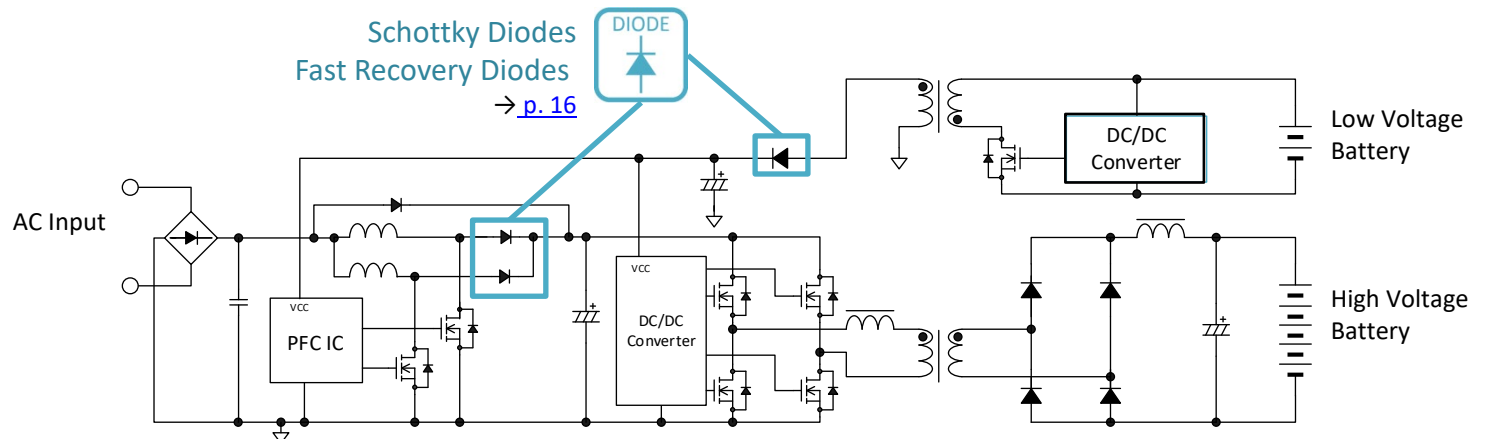 Schottky Diodes
Fast Recovery Diodes
→ p. 16
DIODE
Low Voltage
Battery
DC/DC
Converter
AC Input
VCC
PFC IC
VCC
DC/DC
Converter
High Voltage
Battery
+
+
+